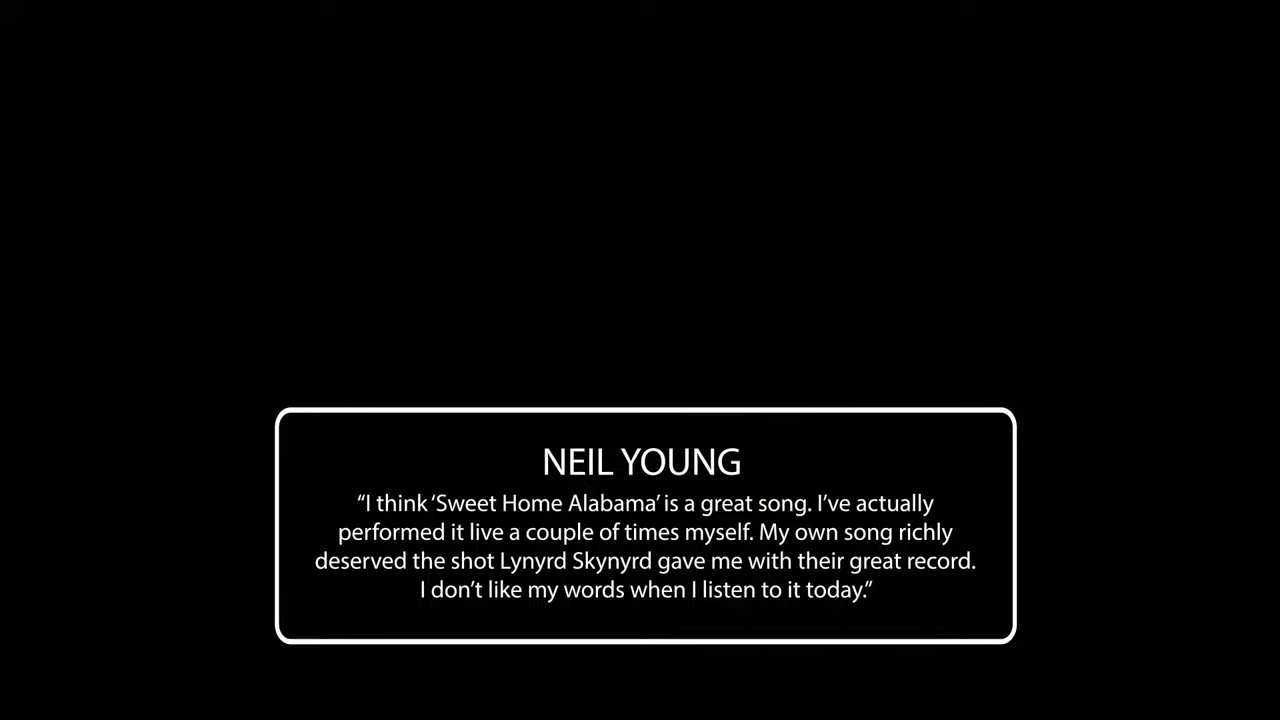 NEIL YOUNG
“I think ‘Sweet Home Alabama’ is a great song. I’ve actually
performed it live a couple of times myself. My own song richly
deserved the shot Lynyrd Skynyrd gave me with their great record.
I don’t like my words when I listen to it today.”